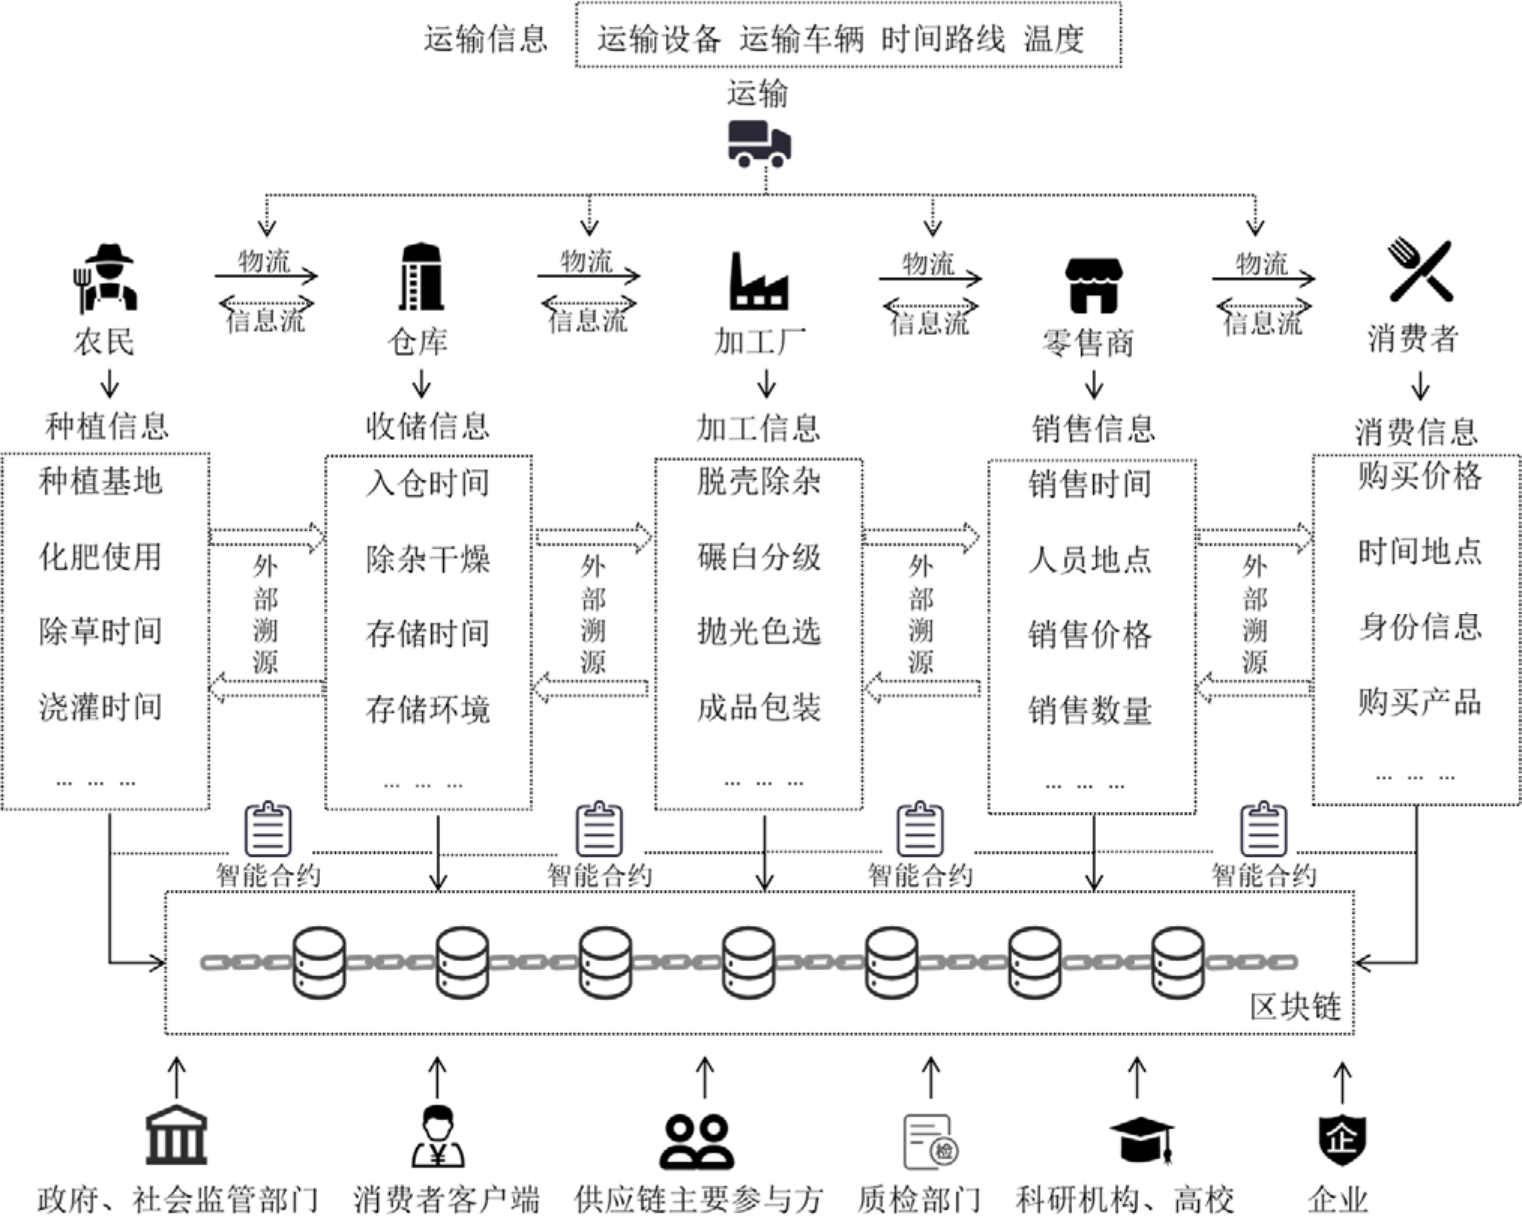 运输信息 运输设备 运输车辆 时间路线 温度
运输
物流 物流 物流 物流
信息流 信息流 信息流 信息流
农民 仓库 加工厂 零售商 消费者
种植信息 收储信息 加工信息 销售信息 消费信息
种植基地
化肥使用
除草时间
浇灌时间
... ... ...
外部溯源
入仓时间
除杂干燥
存储时间
存储环境
... ... ...
外部溯源
脱壳除杂
碾白分级
抛光色选
成品包装
... ... ...
外部溯源
销售时间
人员地点
销售价格
销售数量
... ... ...
外部溯源
购买价格
时间地点
身份信息
购买产品
... ... ...
智能合约 智能合约 智能合约 智能合约
区块链
¥ 检 企
政府、社会监管部门 消费者客户端 供应链主要参与方 质检部门 科研机构、高校 企业